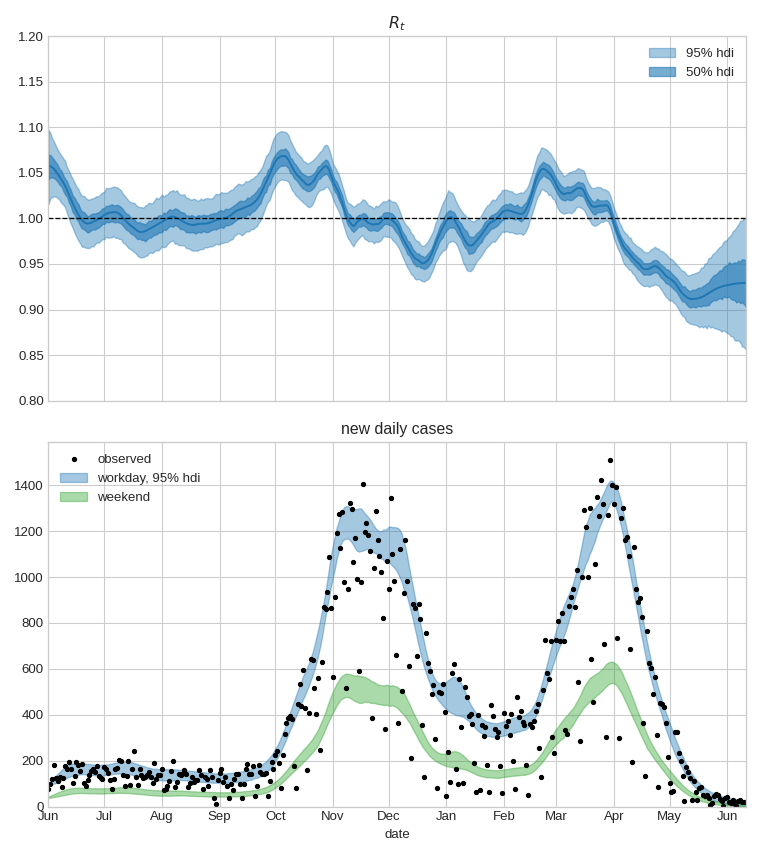 R_t
1.20
95% hdi
1.15
50% hdi
1.10
1.05
1.00
0.95
0.90
0.85
0.80
new daily cases
observed
workday, 95% hdi
weekend
1400
1200
1000
800
600
400
200
0
Jun Jul Aug Sep Oct Nov Dec Jan Feb Mar Apr May Jun
date